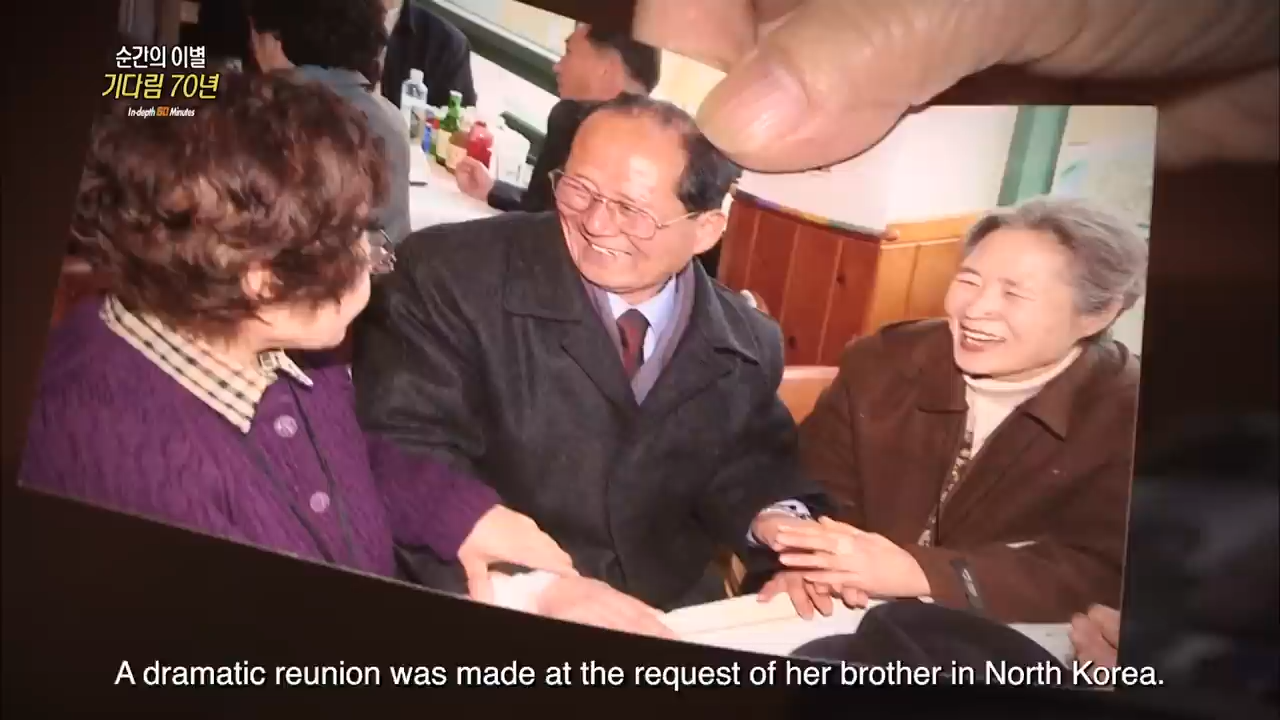 순간의 이별
기다림 70년
In-depth 60 Minutes
A dramatic reunion was made at the request of her brother in North Korea.